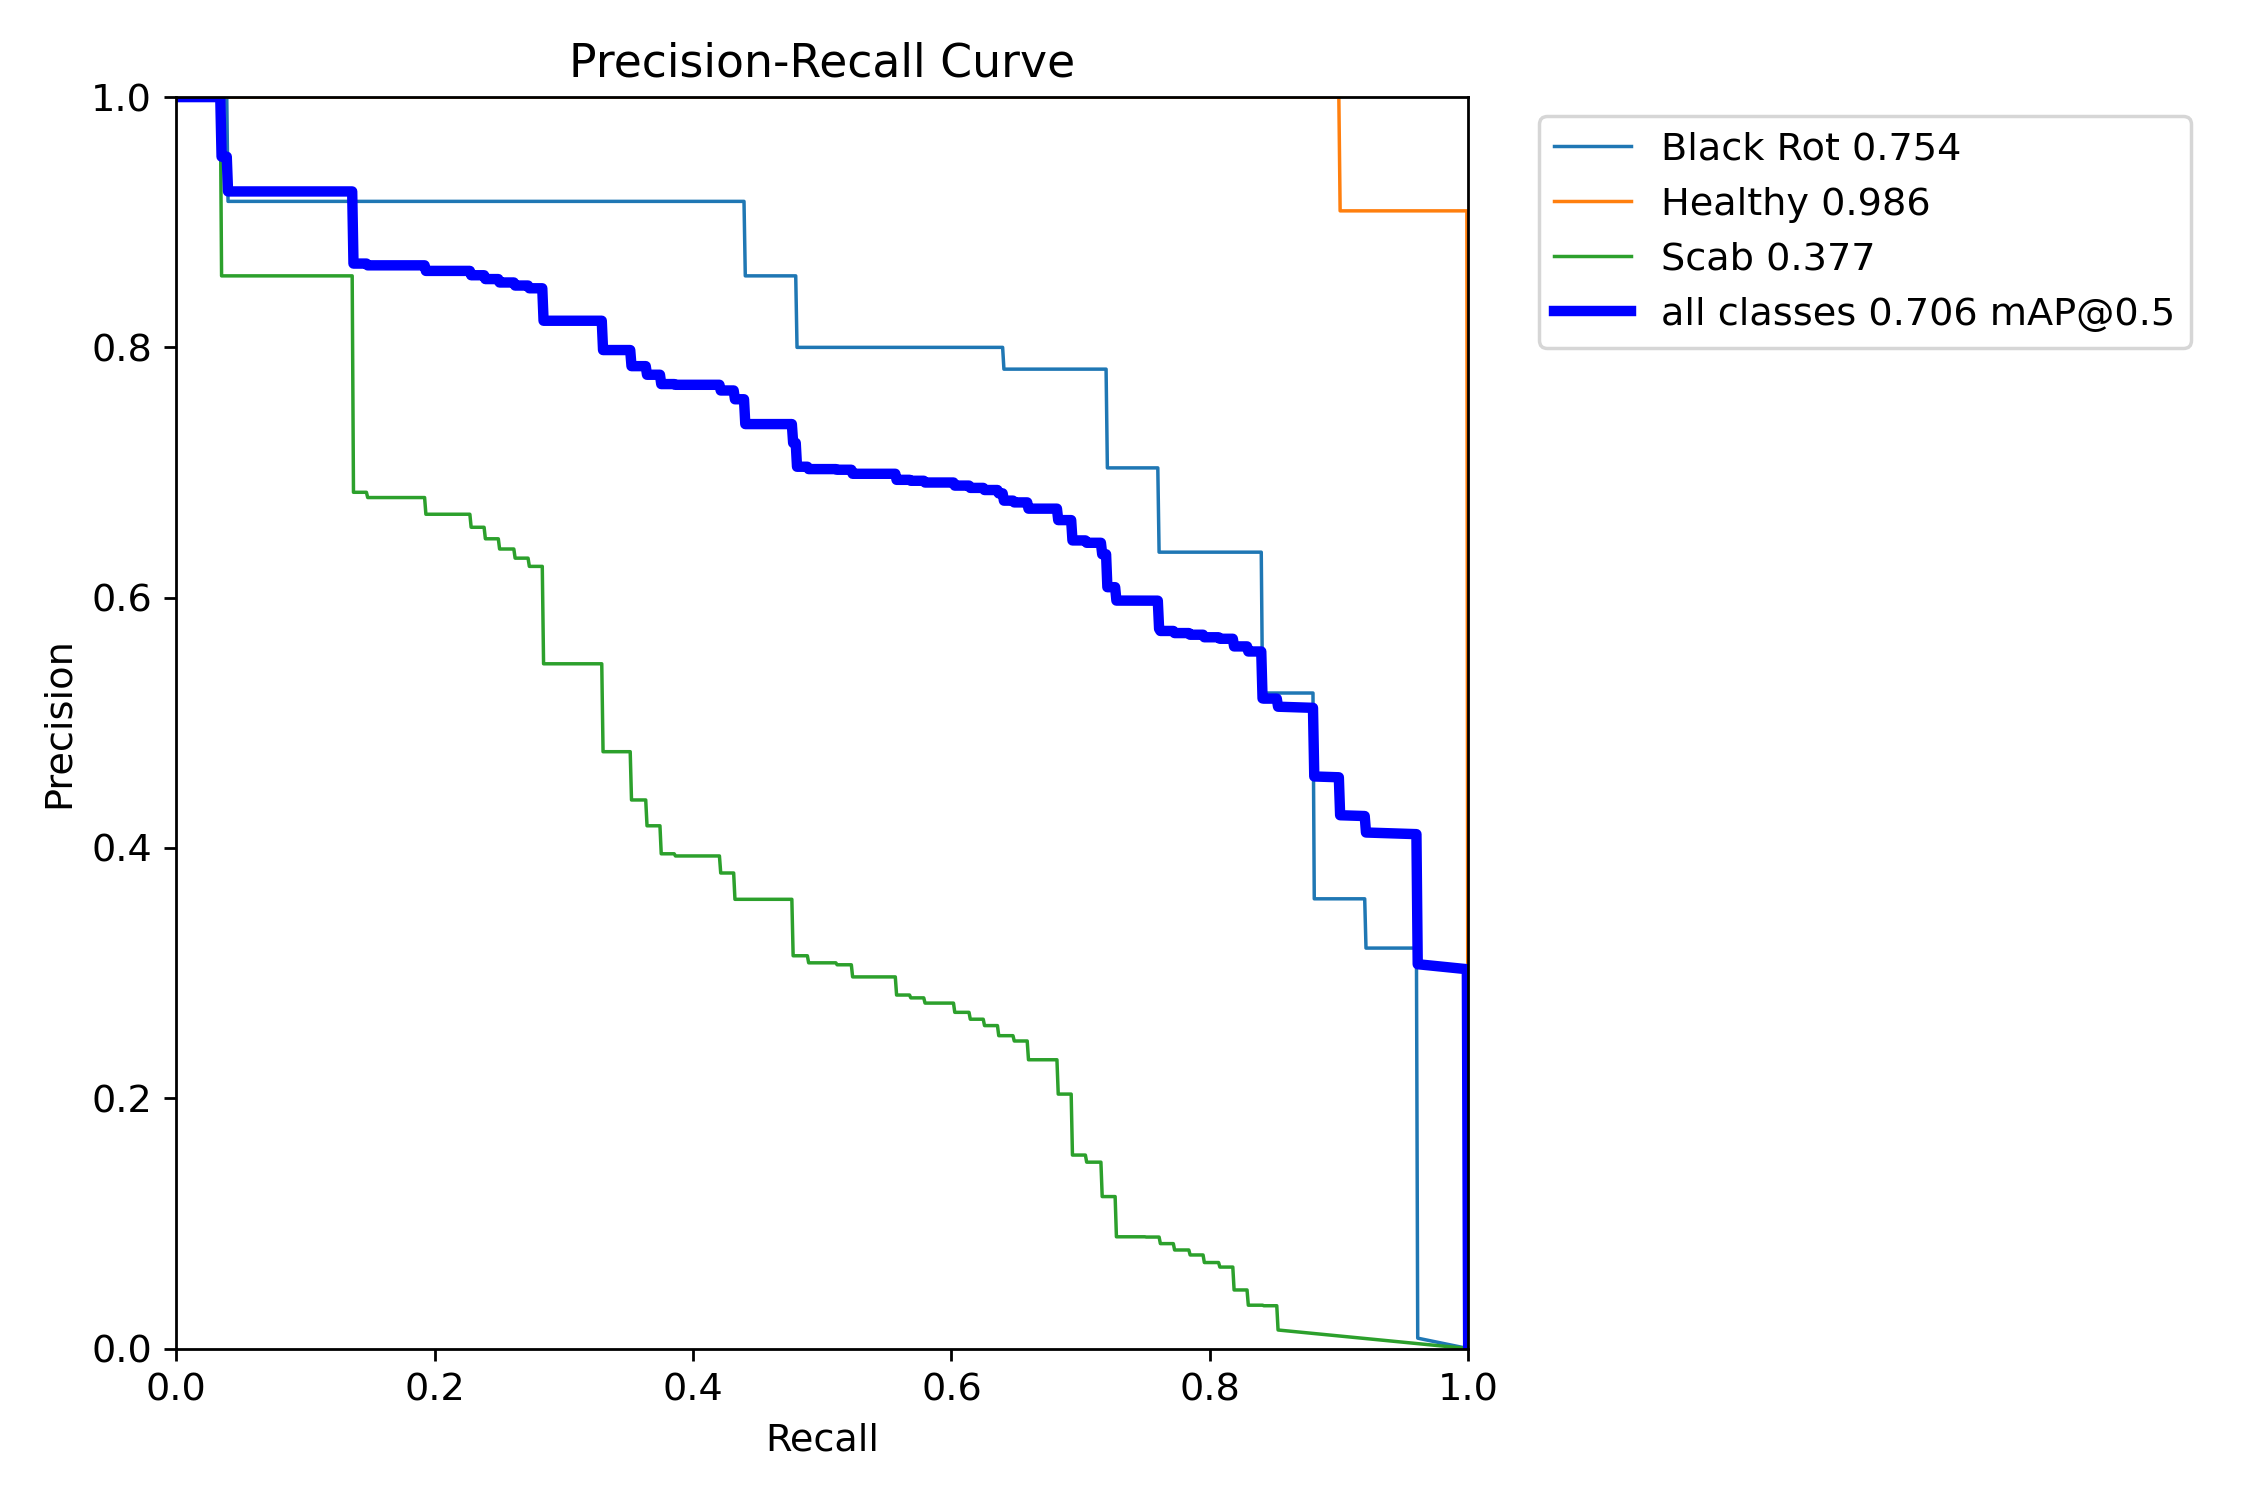 Precision-Recall Curve
1.0
0.8
0.6
0.4
0.2
0.0
Precision
0.0 0.2 0.4 0.6 0.8 1.0
Recall
Black Rot 0.754
Healthy 0.986
Scab 0.377
all classes 0.706 mAP@0.5